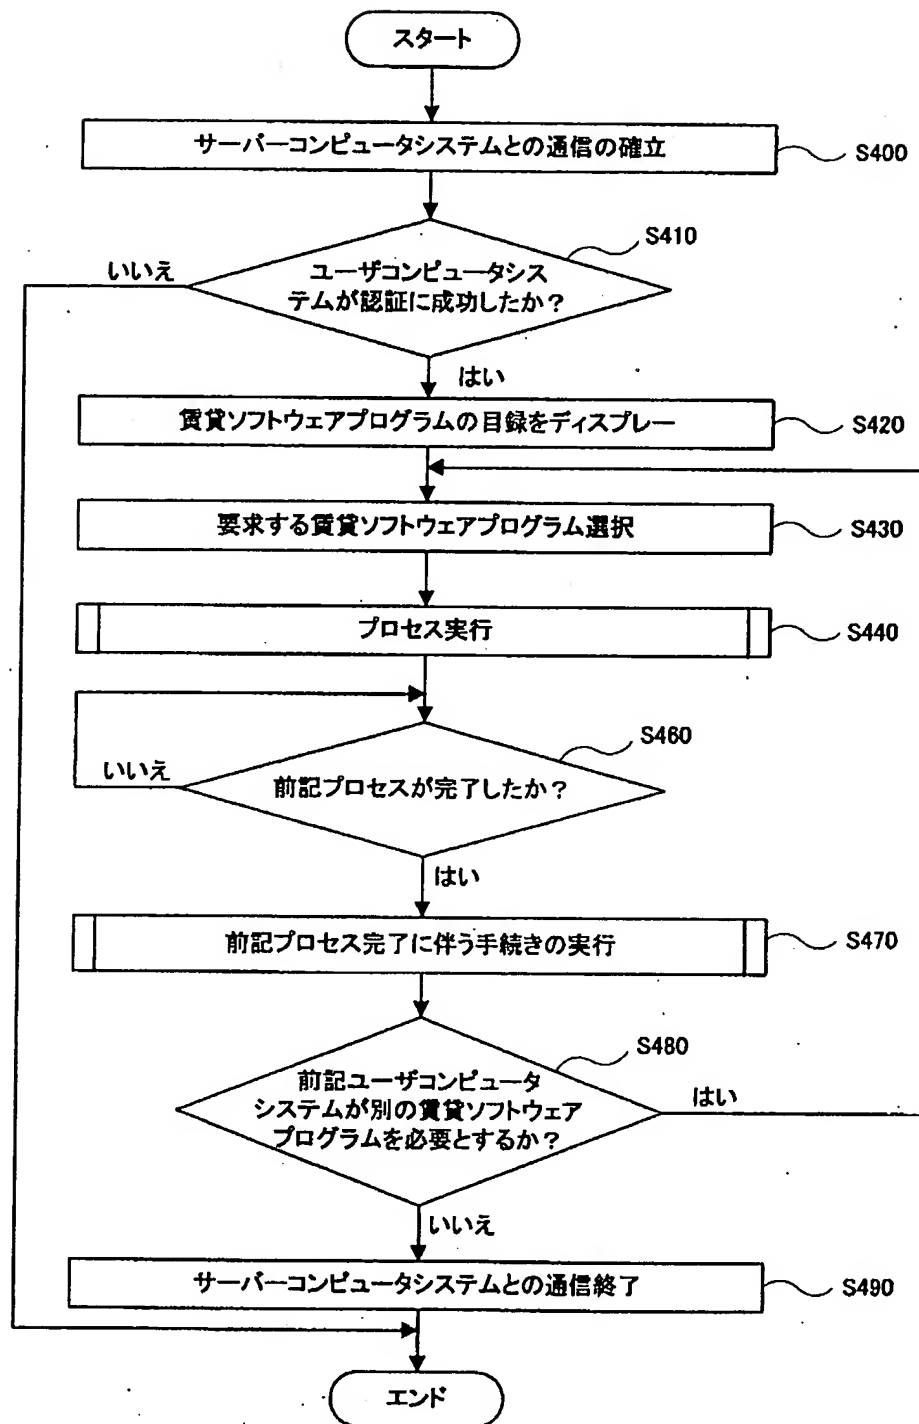 スタート
サーバーコンピュータシステムとの通信の確立
S400
S410
いいえ
ユーザコンピュータシス
テムが認証に成功したか？
はい
賃貸ソフトウェアプログラムの目録をディスプレー
S420
要求する賃貸ソフトウェアプログラム選択
S430
プロセス実行
S440
S460
いいえ
前記プロセスが完了したか？
はい
前記プロセス完了に伴う手続きの実行
S470
S480
前記ユーザコンピュータ
システムが別の賃貸ソフトウェア
プログラムを必要とするか？
はい
いいえ
サーバーコンピュータシステムとの通信終了
S490
エンド